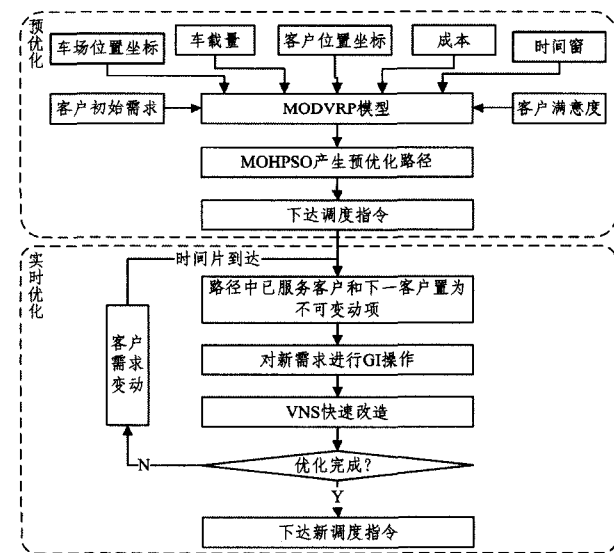 预优化
车场位置坐标
车载量
客户位置坐标
成本
时间窗
客户初始需求
MODVRP模型
客户满意度
MOHPSO产生预优化路径
下达调度指令
实时优化
时间片到达
路径中已服务客户和下一客户置为
不可变动项
客户
需求
变动
对新需求进行GI操作
VNS快速改造
优化完成?
N
Y
下达新调度指令